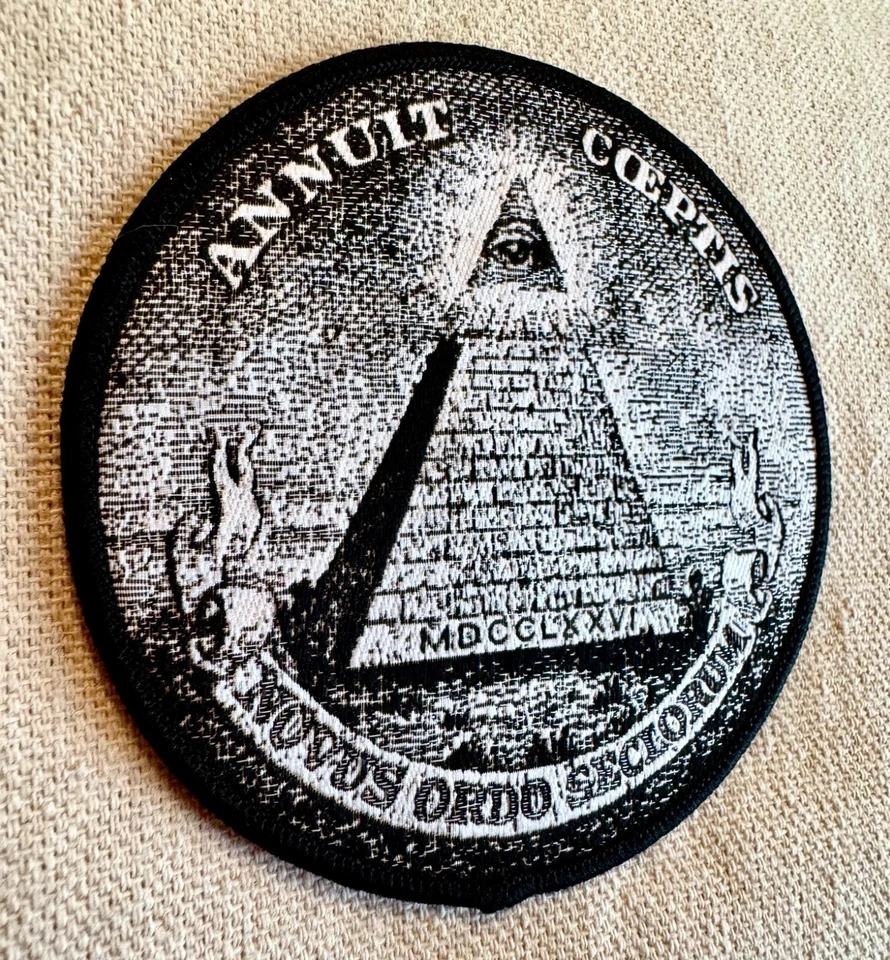 ANNUIT CŒPTIS
MDCCLXXVI
NOVUS ORDO SECLORUM